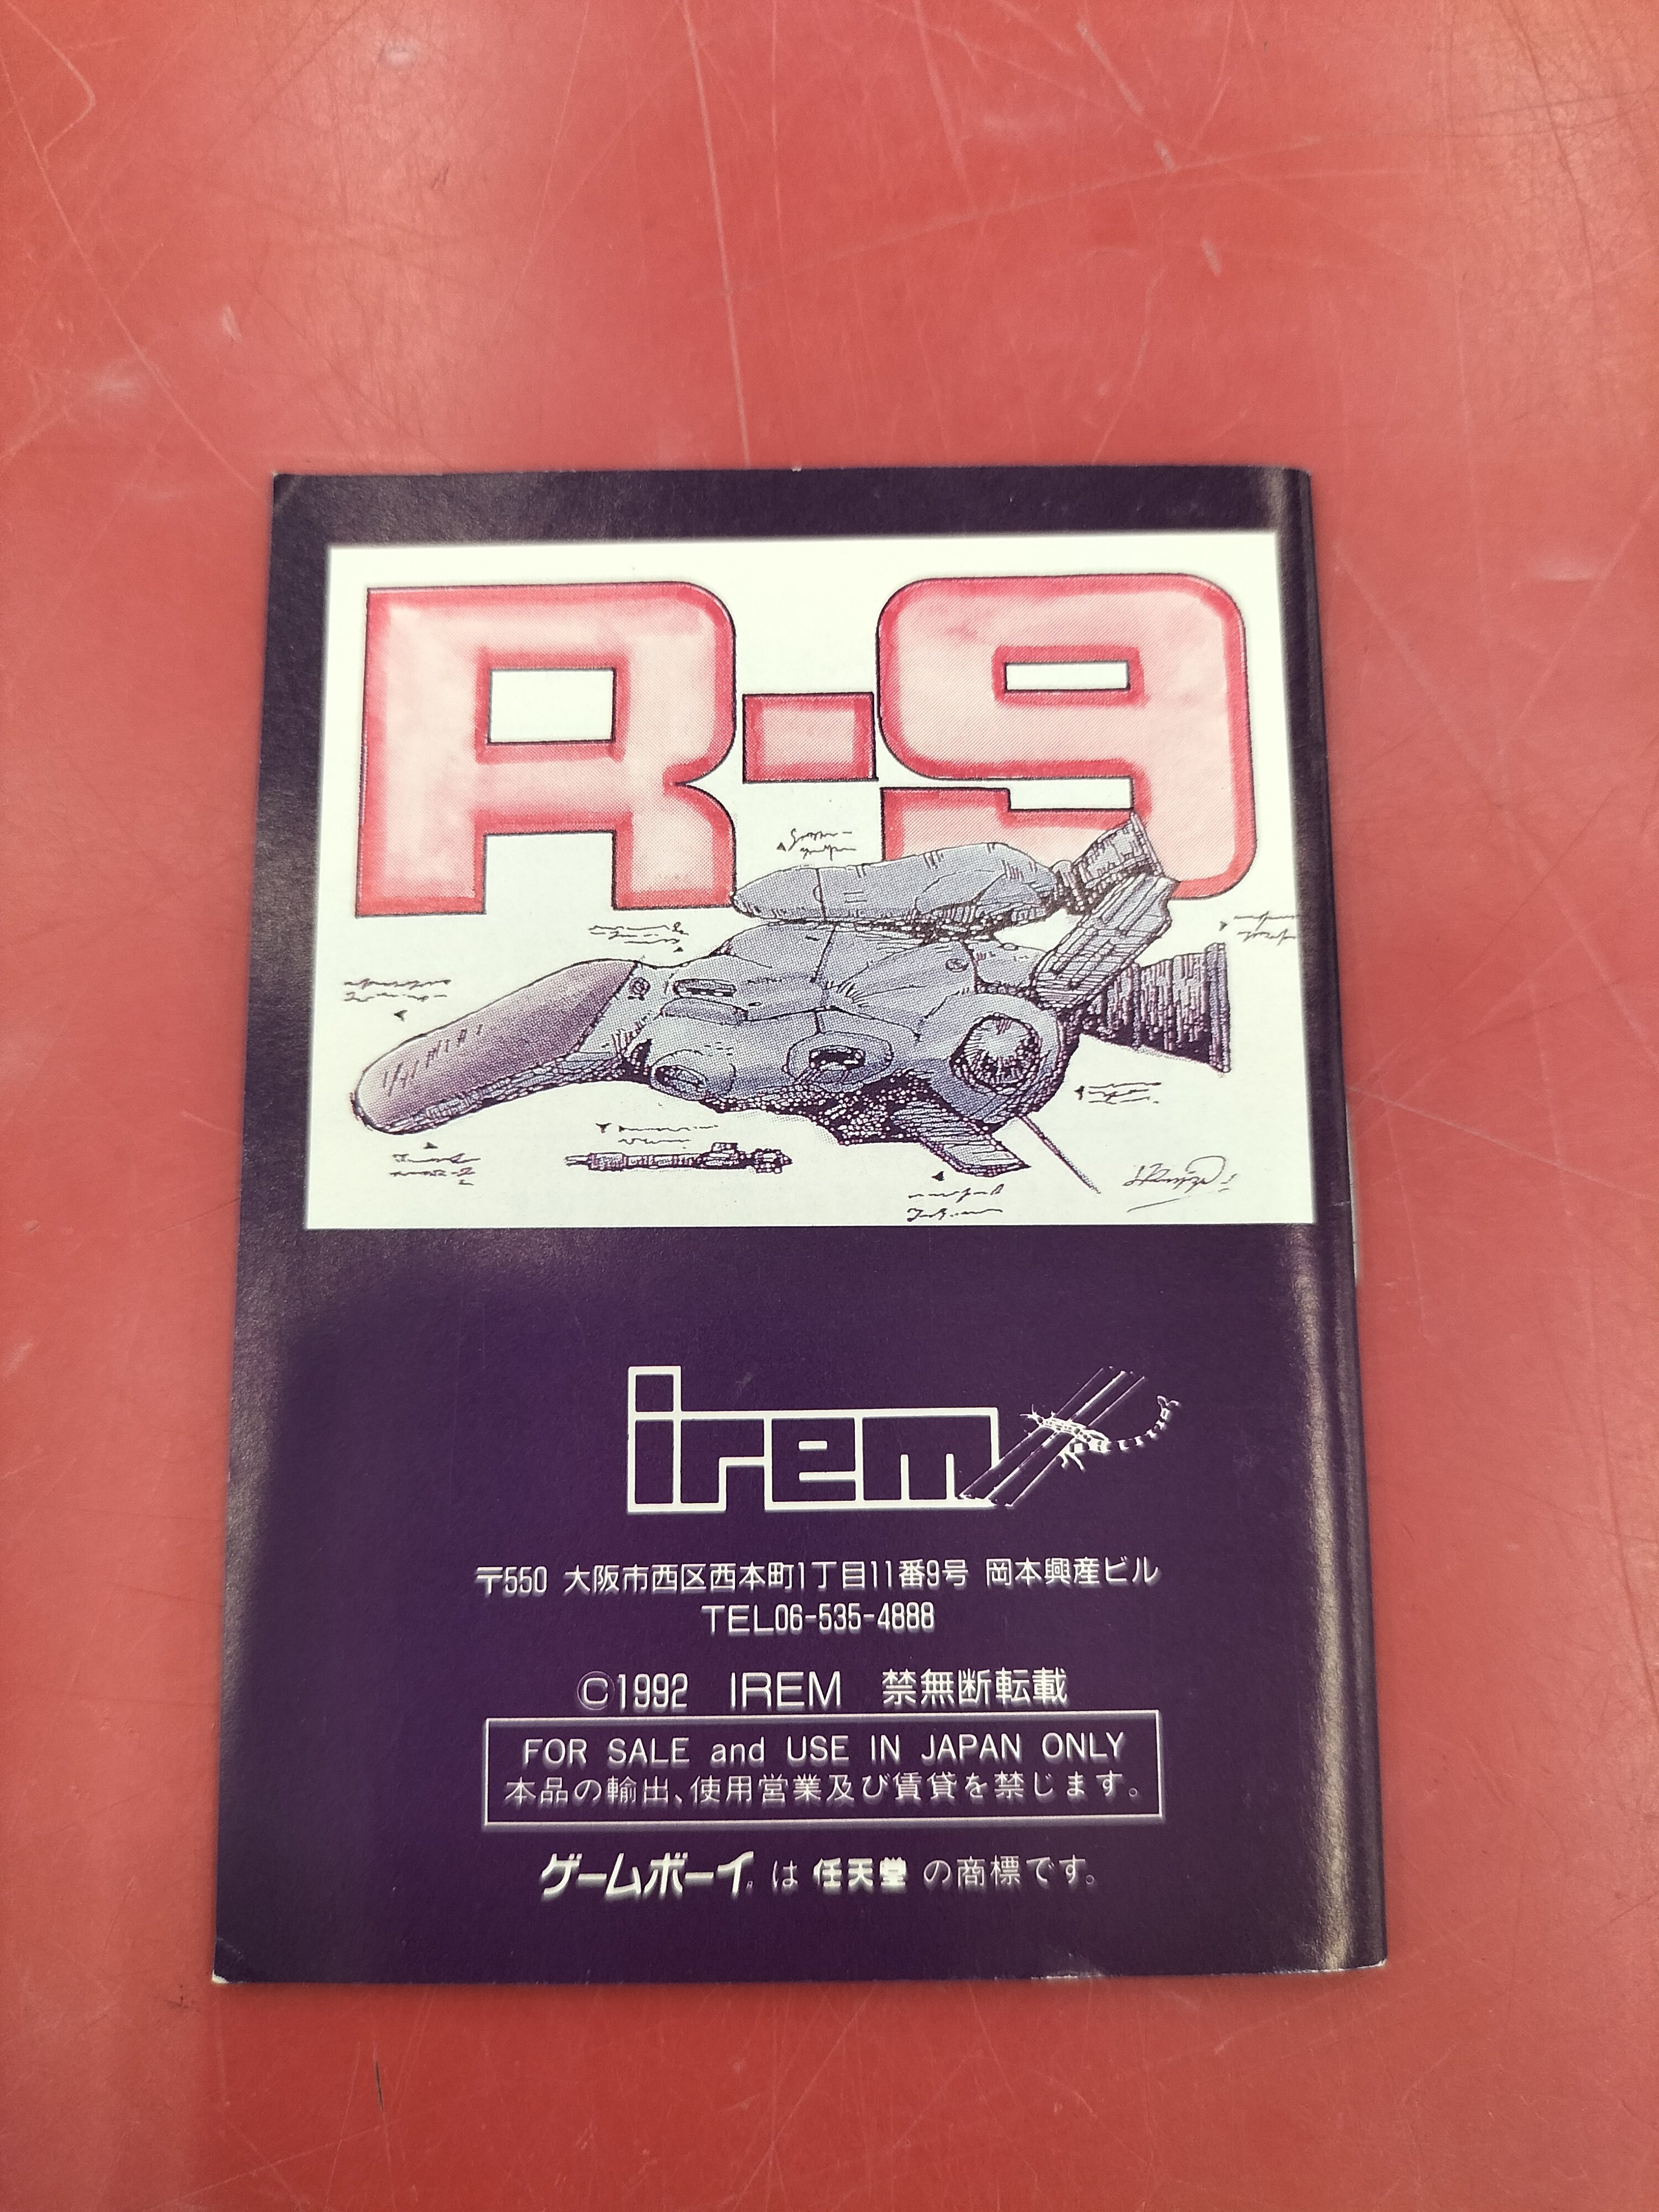 R-9
irem
〒550 大阪市西区西本町1丁目11番9号 岡本興産ビル
TEL06-535-4888
©1992 IREM 禁無断転載
FOR SALE and USE IN JAPAN ONLY
本品の輸出、使用営業及び賃貸を禁じます。
ゲームボーイは任天堂の商標です。